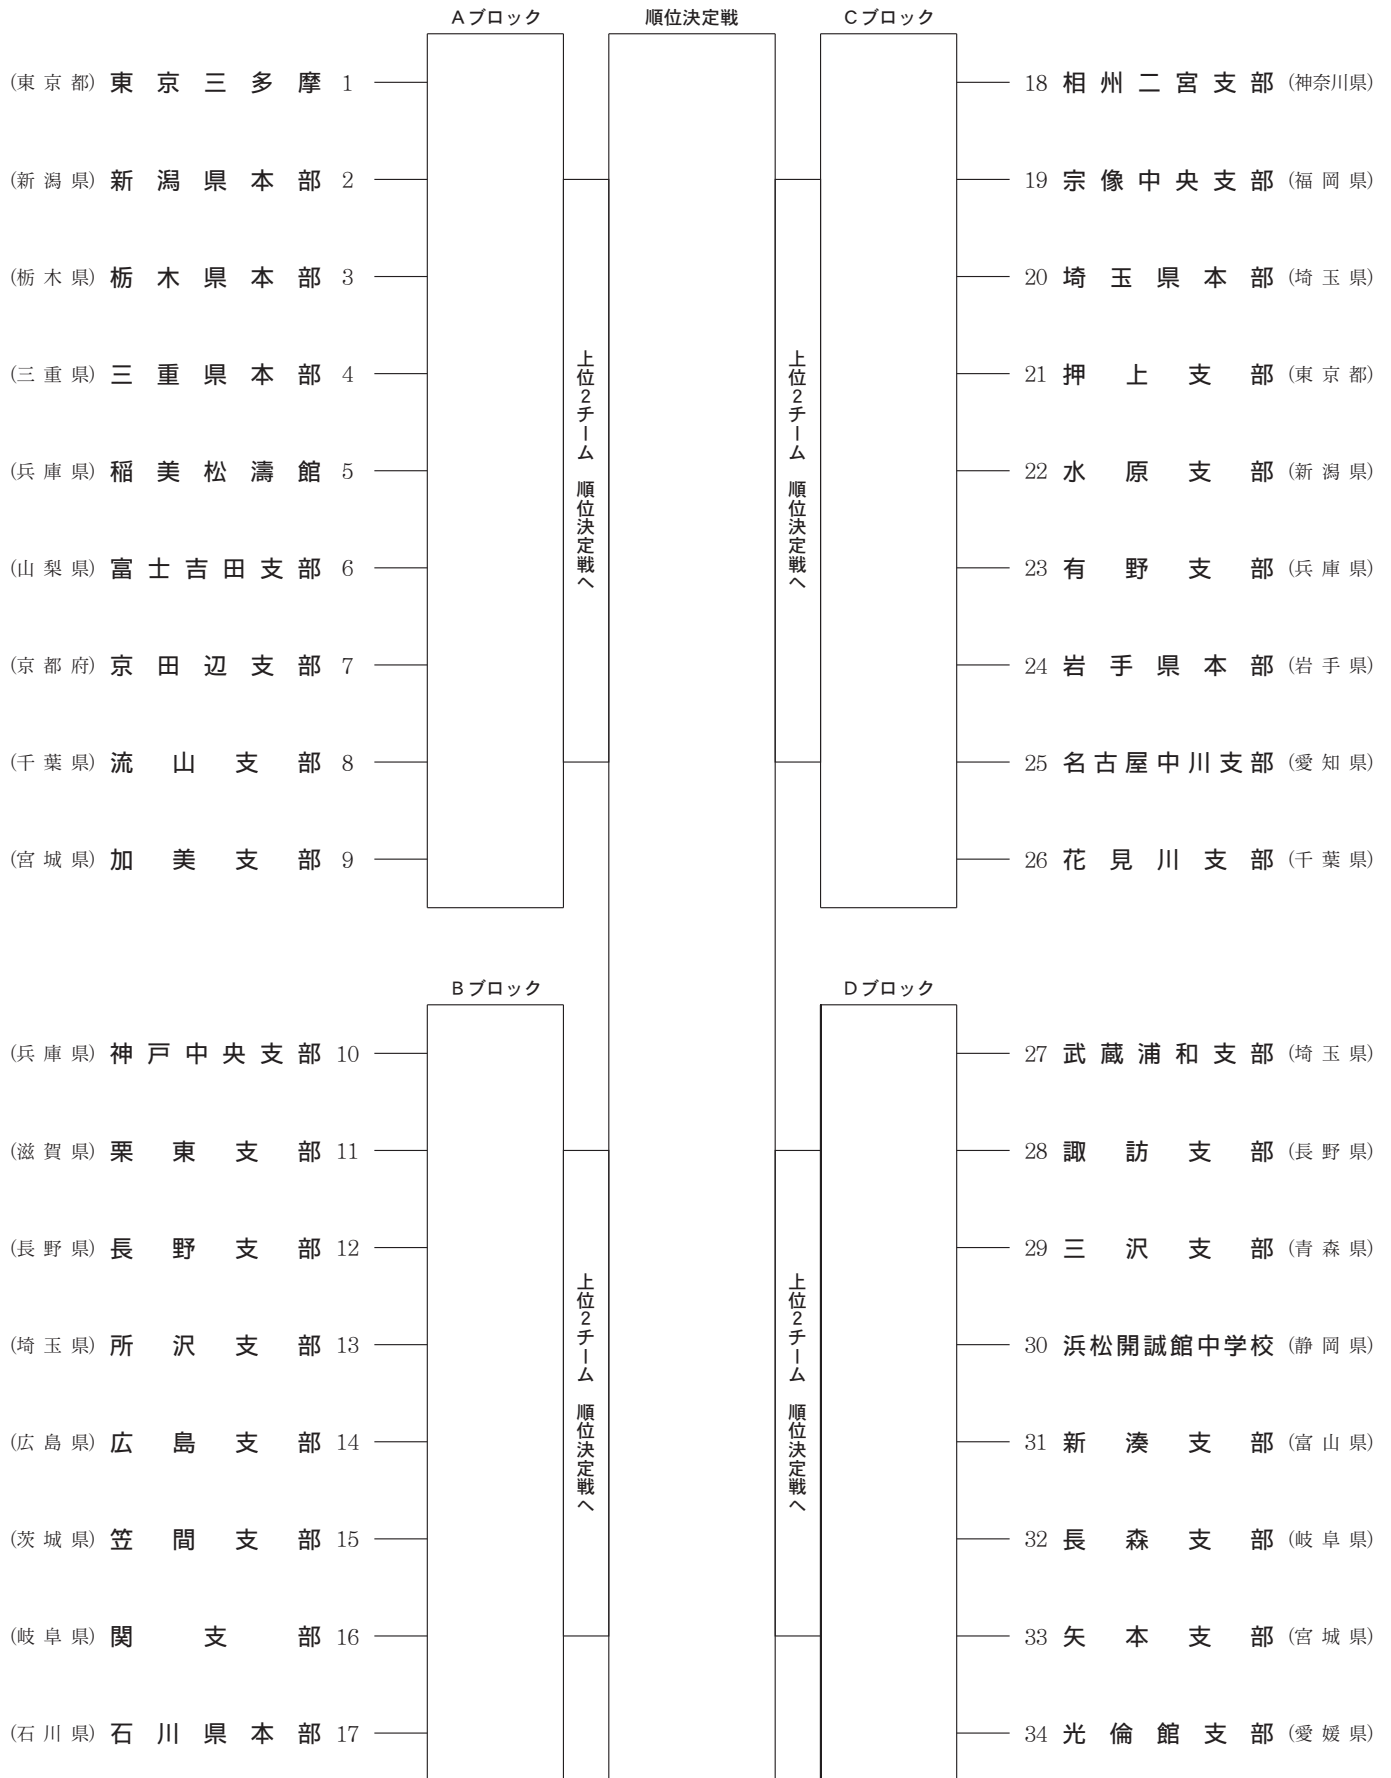 Aブロック 順位決定戦 Cブロック
(東京都) 東京三多摩 1
(新潟県) 新潟県本部 2
(栃木県) 栃木県本部 3
(三重県) 三重県本部 4
(兵庫県) 稲美松濤館 5
(山梨県) 富士吉田支部 6
(京都府) 京田辺支部 7
(千葉県) 流山支部 8
(宮城県) 加美支部 9
上位2チーム 順位決定戦へ
上位2チーム 順位決定戦へ
18 相州二宮支部 (神奈川県)
19 宗像中央支部 (福岡県)
20 埼玉県本部 (埼玉県)
21 押上支部 (東京都)
22 水原支部 (新潟県)
23 有野支部 (兵庫県)
24 岩手県本部 (岩手県)
25 名古屋中川支部 (愛知県)
26 花見川支部 (千葉県)
Bブロック Dブロック
(兵庫県) 神戸中央支部 10
(滋賀県) 栗東支部 11
(長野県) 長野支部 12
(埼玉県) 所沢支部 13
(広島県) 広島支部 14
(茨城県) 笠間支部 15
(岐阜県) 関支部 16
(石川県) 石川県本部 17
上位2チーム 順位決定戦へ
上位2チーム 順位決定戦へ
27 武蔵浦和支部 (埼玉県)
28 諏訪支部 (長野県)
29 三沢支部 (青森県)
30 浜松開誠館中学校 (静岡県)
31 新湊支部 (富山県)
32 長森支部 (岐阜県)
33 矢本支部 (宮城県)
34 光倫館支部 (愛媛県)